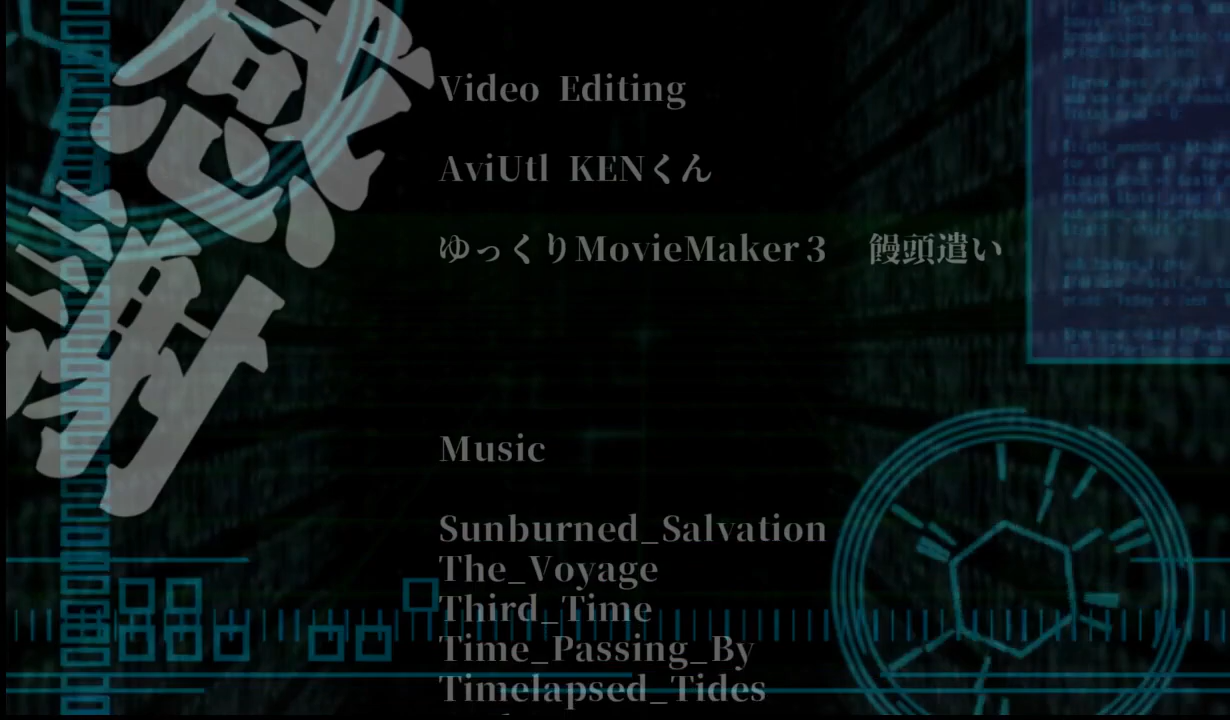 感謝
Video Editing
AviUtl KENくん
ゆっくりMovieMaker3　饅頭遣い
Music
Sunburned_Salvation
The_Voyage
Third_Time
Time_Passing_By
Timelapsed_Tides